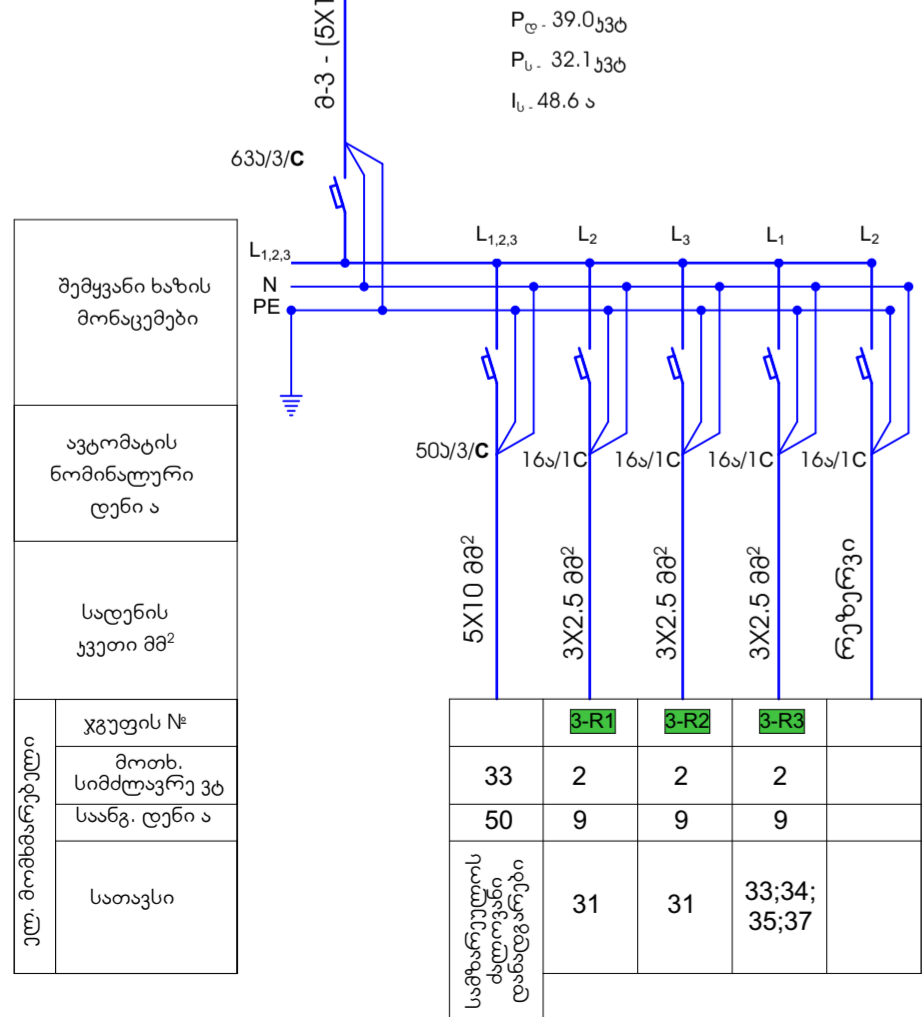 მ-3 - (5X1
Pდ - 39.0კვტ
Pს - 32.1კვტ
Iს - 48.6 ა
63ა/3/C
L1,2,3
N
PE
L1,2,3 L2 L3 L1 L2
შემყვანი ხაზის
მონაცემები
ავტომატის
ნომინალური
დენი ა
50ა/3/C 16ა/1C 16ა/1C 16ა/1C 16ა/1C
სადენის
კვეთი მმ²
5X10 მმ²
3X2.5 მმ²
3X2.5 მმ²
3X2.5 მმ²
რეზერვი
ელ. მომხმარებელი
ჯგუფის №
3-R1 3-R2 3-R3
მოთხ.
სიმძლავრე ვტ
33 2 2 2
საანგ. დენი ა
50 9 9 9
სათავსი
სამზარეულოს
ძალოვანი
დანადგარები
31
31
33;34;
35;37